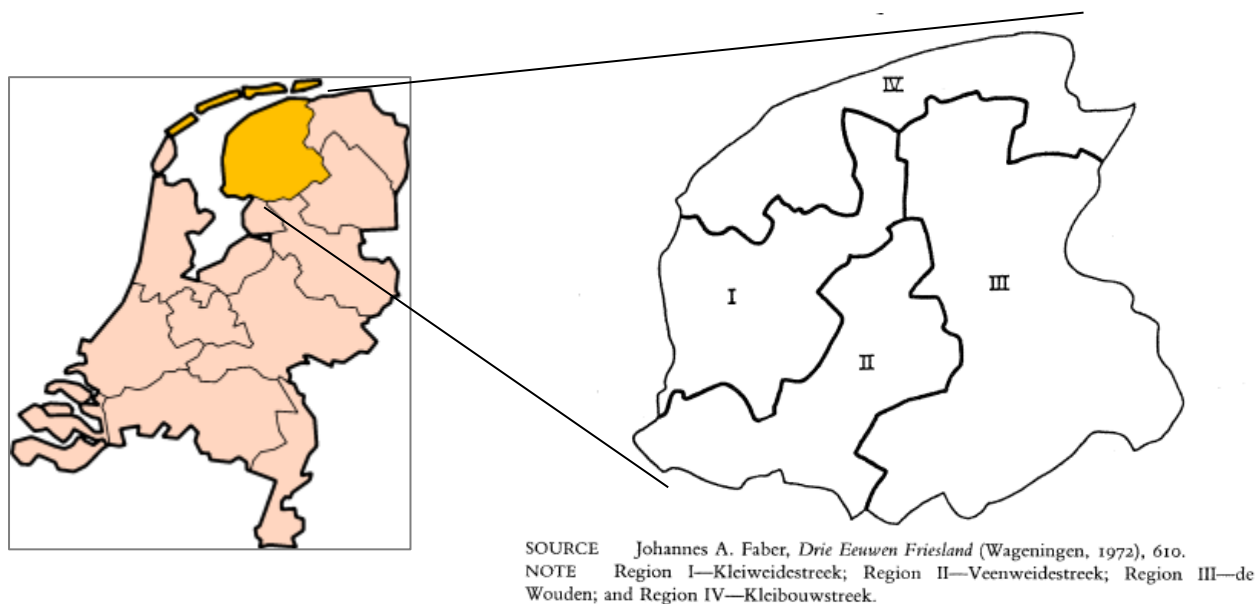 IV
I
III
II
SOURCE Johannes A. Faber, Drie Eeuwen Friesland (Wageningen, 1972), 610.
NOTE Region I—Kleiweidestreek; Region II—Veenweidestreek; Region III—de
Wouden; and Region IV—Kleibouwstreek.